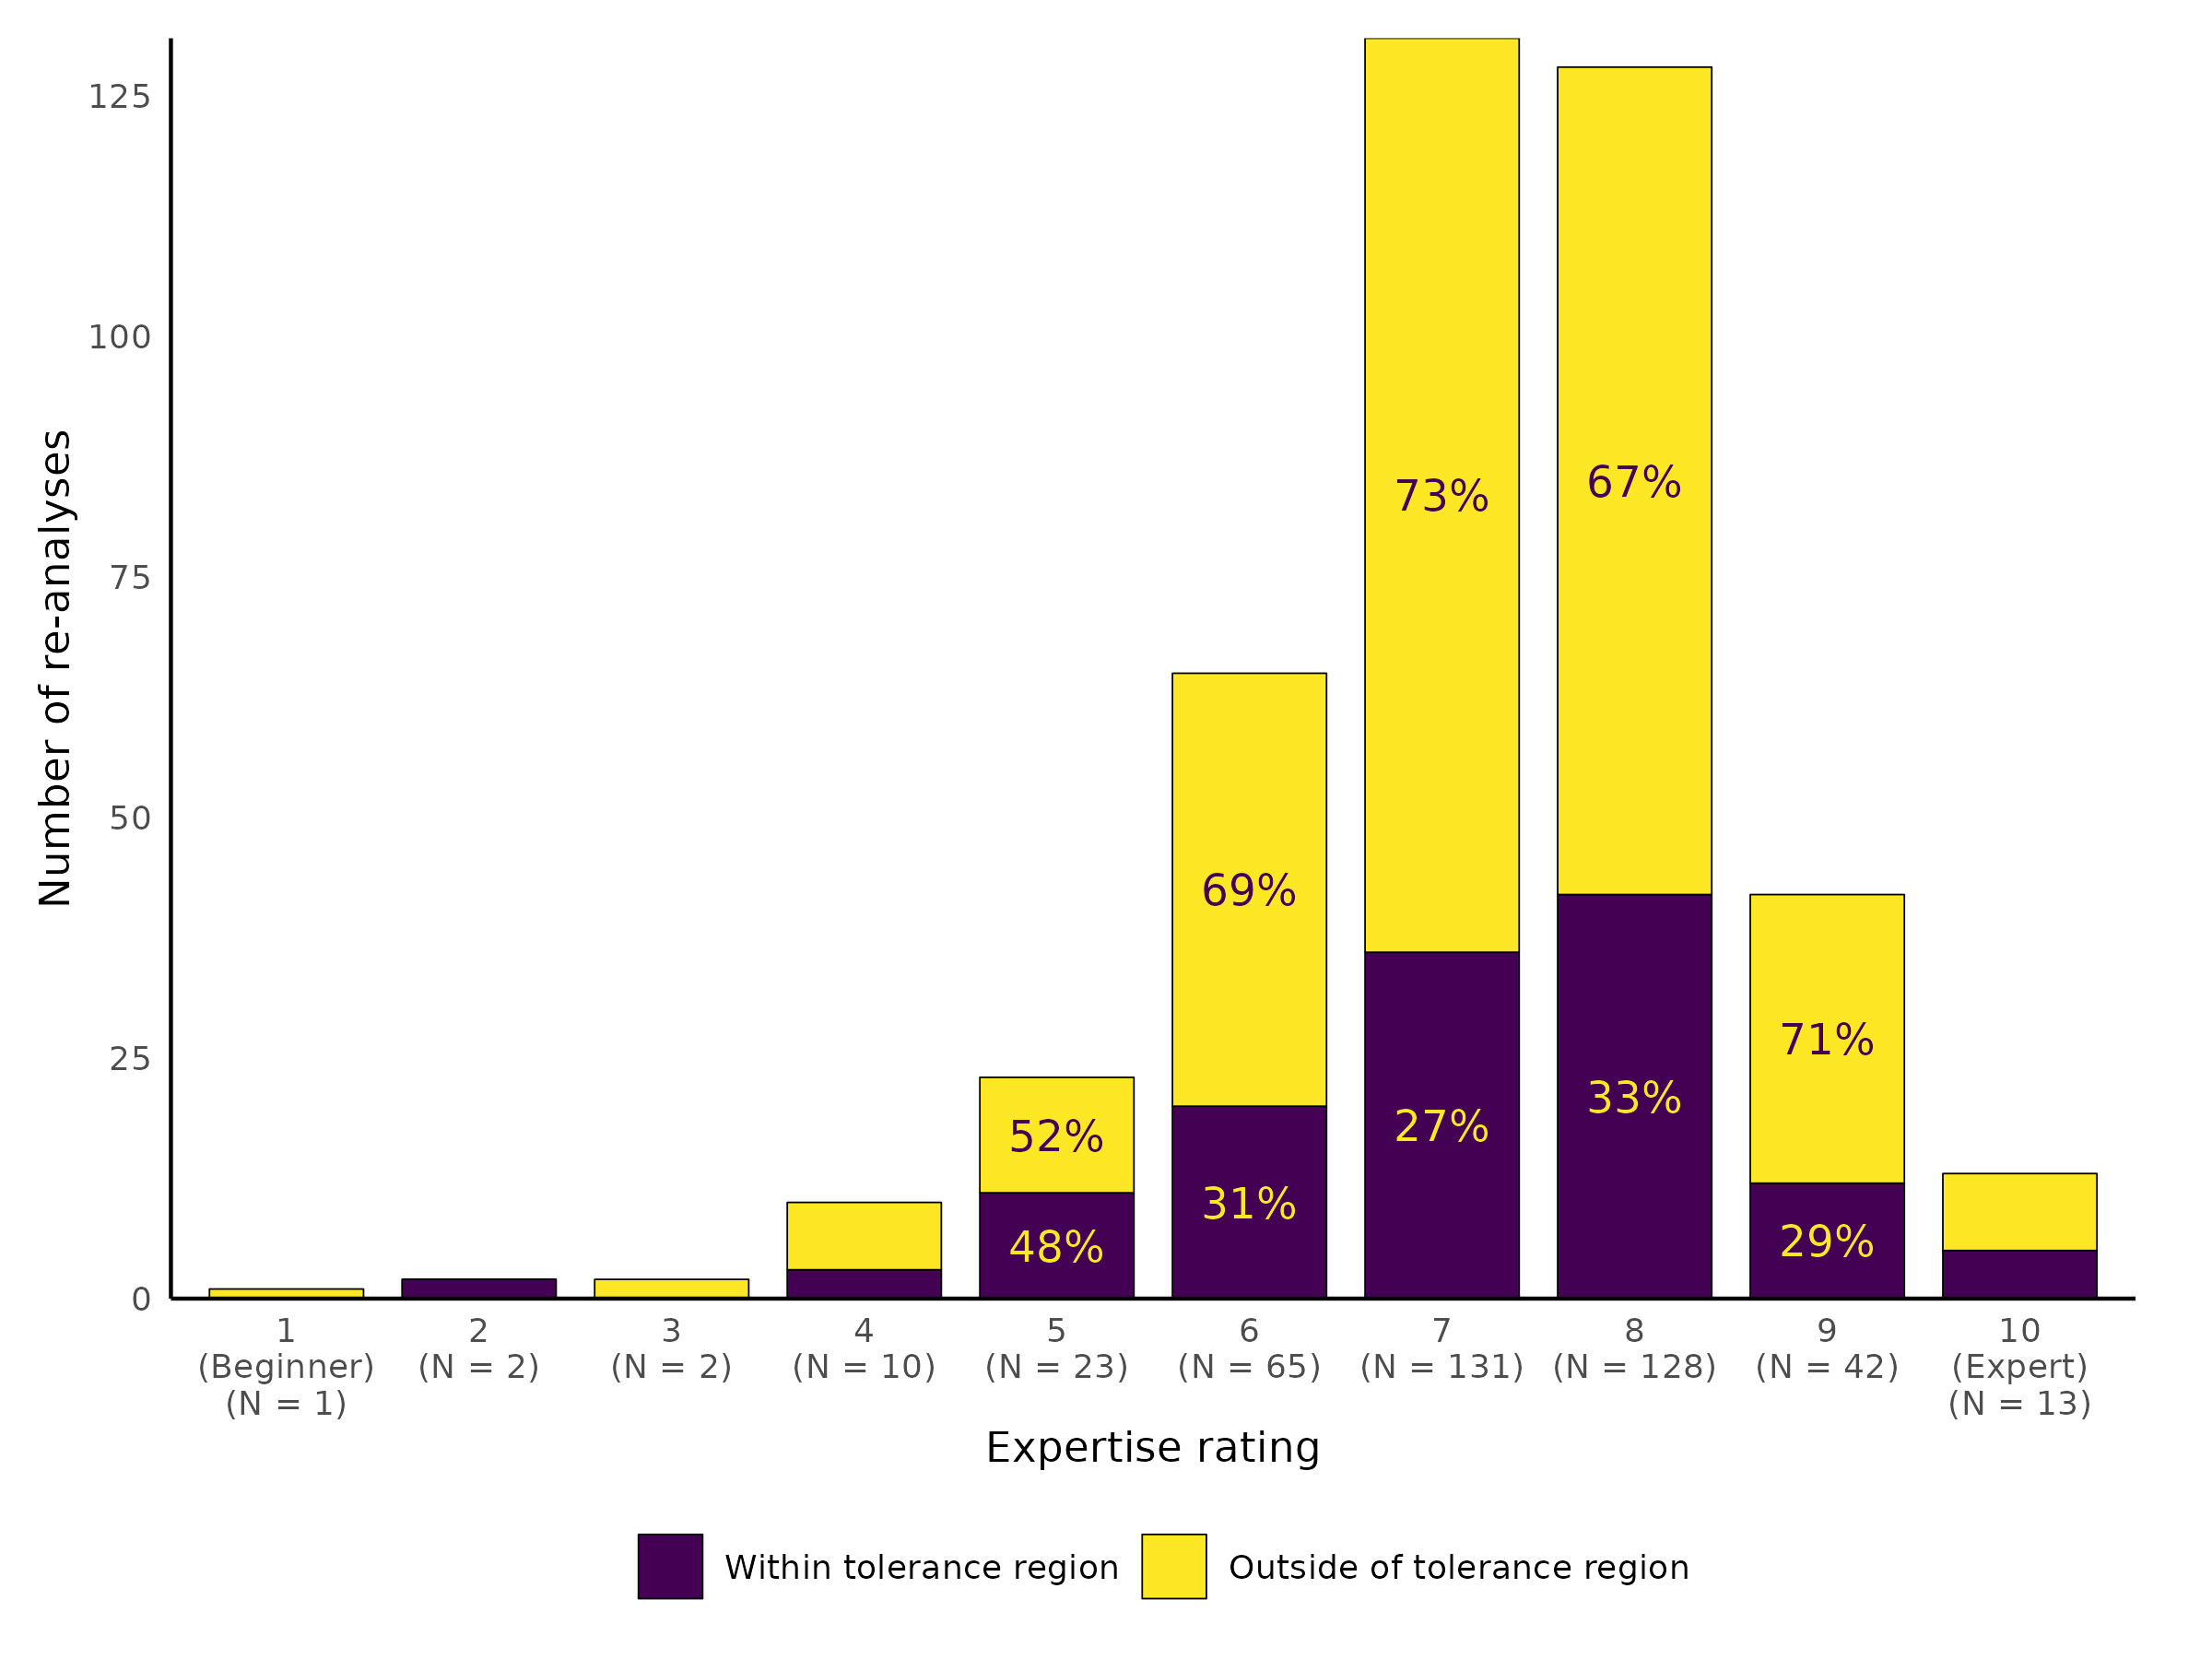 125
100
75
50
25
0
Number of re-analyses
73%
67%
69%
71%
52%
33%
27%
31%
48%
29%
1 2 3 4 5 6 7 8 9 10
(Beginner) (N = 2) (N = 2) (N = 10) (N = 23) (N = 65) (N = 131) (N = 128) (N = 42) (Expert)
(N = 1) (N = 13)
Expertise rating
Within tolerance region Outside of tolerance region